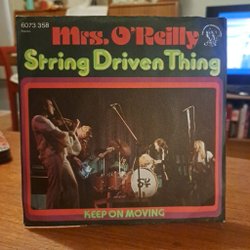 6073 358
Mrs. O'Reilly
String Driven Thing
KEEP ON MOVING